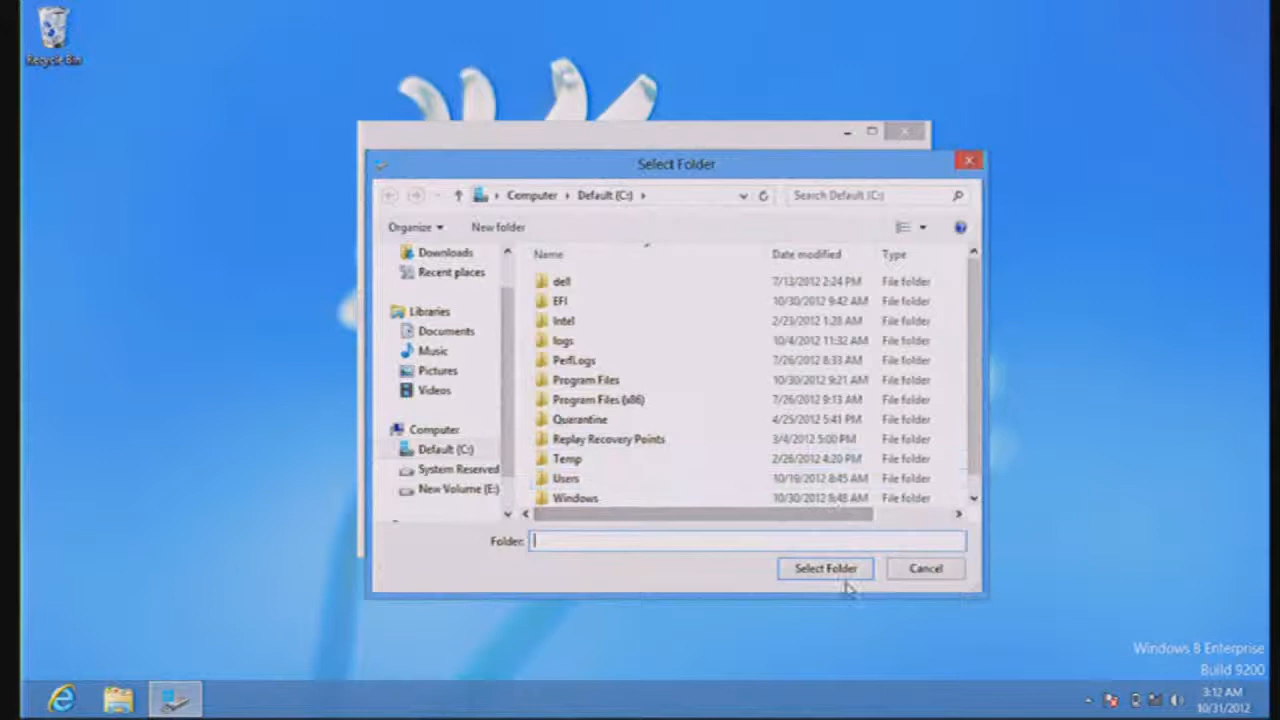 Recycle Bin
Select Folder
Computer Default (C:)
Search Default (C:)
Organize
New folder
Downloads
Recent places
Libraries
Documents
Music
Pictures
Videos
Computer
Default (C:)
System Reserved
New Volume (E:)
Name Date modified Type
dell 7/13/2012 2:24 PM File folder
EFI 10/30/2012 9:42 AM File folder
Intel 2/23/2012 1:28 AM File folder
logs 10/4/2012 11:32 AM File folder
PerfLogs 7/26/2012 8:33 AM File folder
Program Files 10/30/2012 9:21 AM File folder
Program Files (x86) 7/26/2012 9:13 AM File folder
Quarantine 4/25/2012 5:41 PM File folder
Replay Recovery Points 3/4/2012 5:00 PM File folder
Temp 2/26/2012 4:20 PM File folder
Users 10/19/2012 8:45 AM File folder
Windows 10/30/2012 8:48 AM File folder
Folder:
Select Folder
Cancel
Windows 8 Enterprise
Build 9200
3:12 AM
10/31/2012